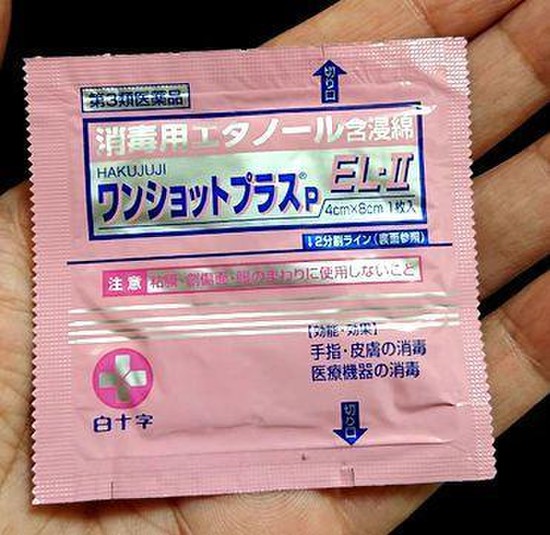 切り口
第3類医薬品
消毒用エタノール含浸綿
HAKUJUJI
ワンショットプラス®P EL-II
4cm×8cm 1枚入
↓2分割ライン(裏面参照)
注意 粘膜・創傷面・眼のまわりに使用しないこと
【効能・効果】
手指・皮膚の消毒
医療機器の消毒
白十字
切り口